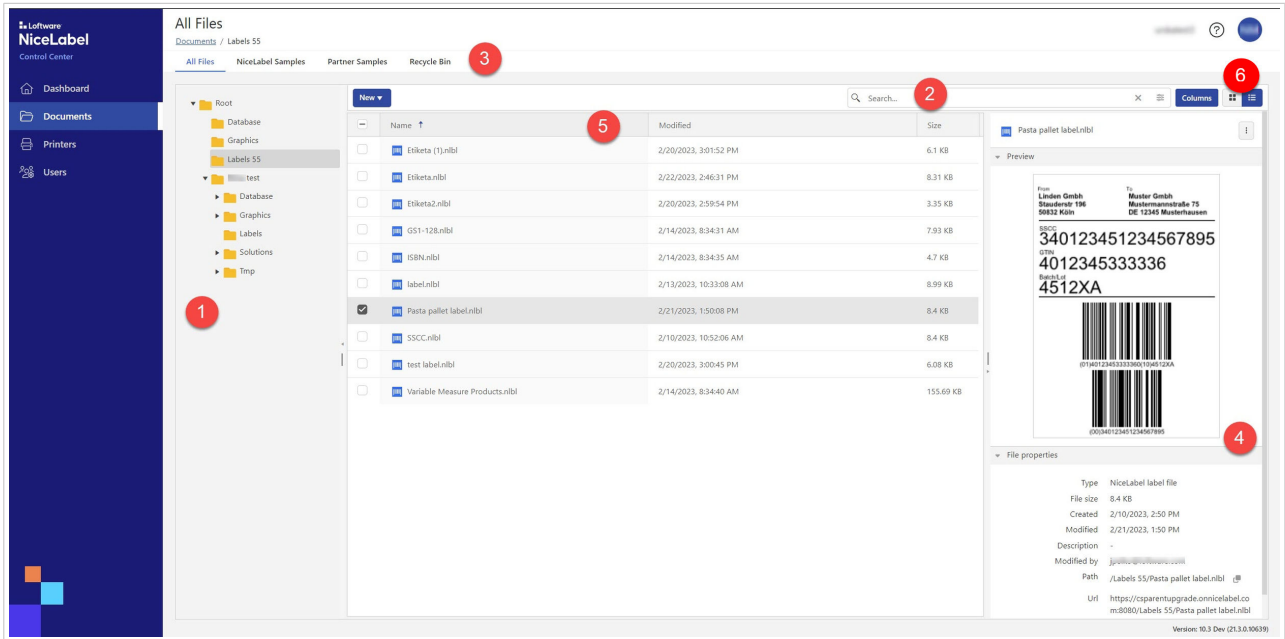 Loftware
NiceLabel
Control Center
Dashboard
Documents
Printers
Users
All Files
Documents / Labels 55
?
All Files NiceLabel Samples Partner Samples Recycle Bin
3
6
Root
Database
Graphics
Labels 55
test
Database
Graphics
Labels
Solutions
Tmp
1
New
Search...
2
Columns
Name Modified Size
5
Etiketa (1).nlbl 2/20/2023, 3:01:52 PM 6.1 KB
Etiketa.nlbl 2/22/2023, 2:46:31 PM 8.31 KB
Etiketa2.nlbl 2/20/2023, 2:59:54 PM 3.35 KB
GS1-128.nlbl 2/14/2023, 8:34:31 AM 7.93 KB
ISBN.nlbl 2/14/2023, 8:34:35 AM 4.7 KB
label.nlbl 2/13/2023, 10:33:08 AM 8.99 KB
Pasta pallet label.nlbl 2/21/2023, 1:50:08 PM 8.4 KB
SSCC.nlbl 2/10/2023, 10:52:06 AM 8.4 KB
test label.nlbl 2/20/2023, 3:00:45 PM 6.08 KB
Variable Measure Products.nlbl 2/14/2023, 8:34:40 AM 155.69 KB
Pasta pallet label.nlbl
Preview
From To
Linden Gmbh Muster Gmbh
Stauderstr 196 Mustermannstraße 75
50832 Köln DE 12345 Musterhausen
SSCC
340123451234567895
GTIN
4012345333336
Batch/Lot
4512XA
(01)04012345333336(10)4512XA
(00)340123451234567895
4
File properties
Type NiceLabel label file
File size 8.4 KB
Created 2/10/2023, 2:50 PM
Modified 2/21/2023, 1:50 PM
Description -
Modified by
Path /Labels 55/Pasta pallet label.nlbl
Url https://csparentupgrade.onnicelabel.co
m:8080/Labels 55/Pasta pallet label.nlbl
Version: 10.3 Dev (21.3.0.10639)